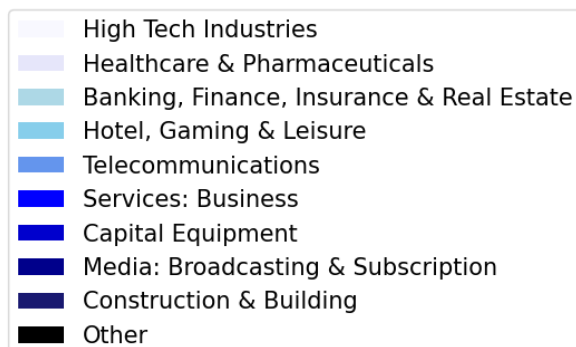 High Tech Industries
Healthcare & Pharmaceuticals
Banking, Finance, Insurance & Real Estate
Hotel, Gaming & Leisure
Telecommunications
Services: Business
Capital Equipment
Media: Broadcasting & Subscription
Construction & Building
Other